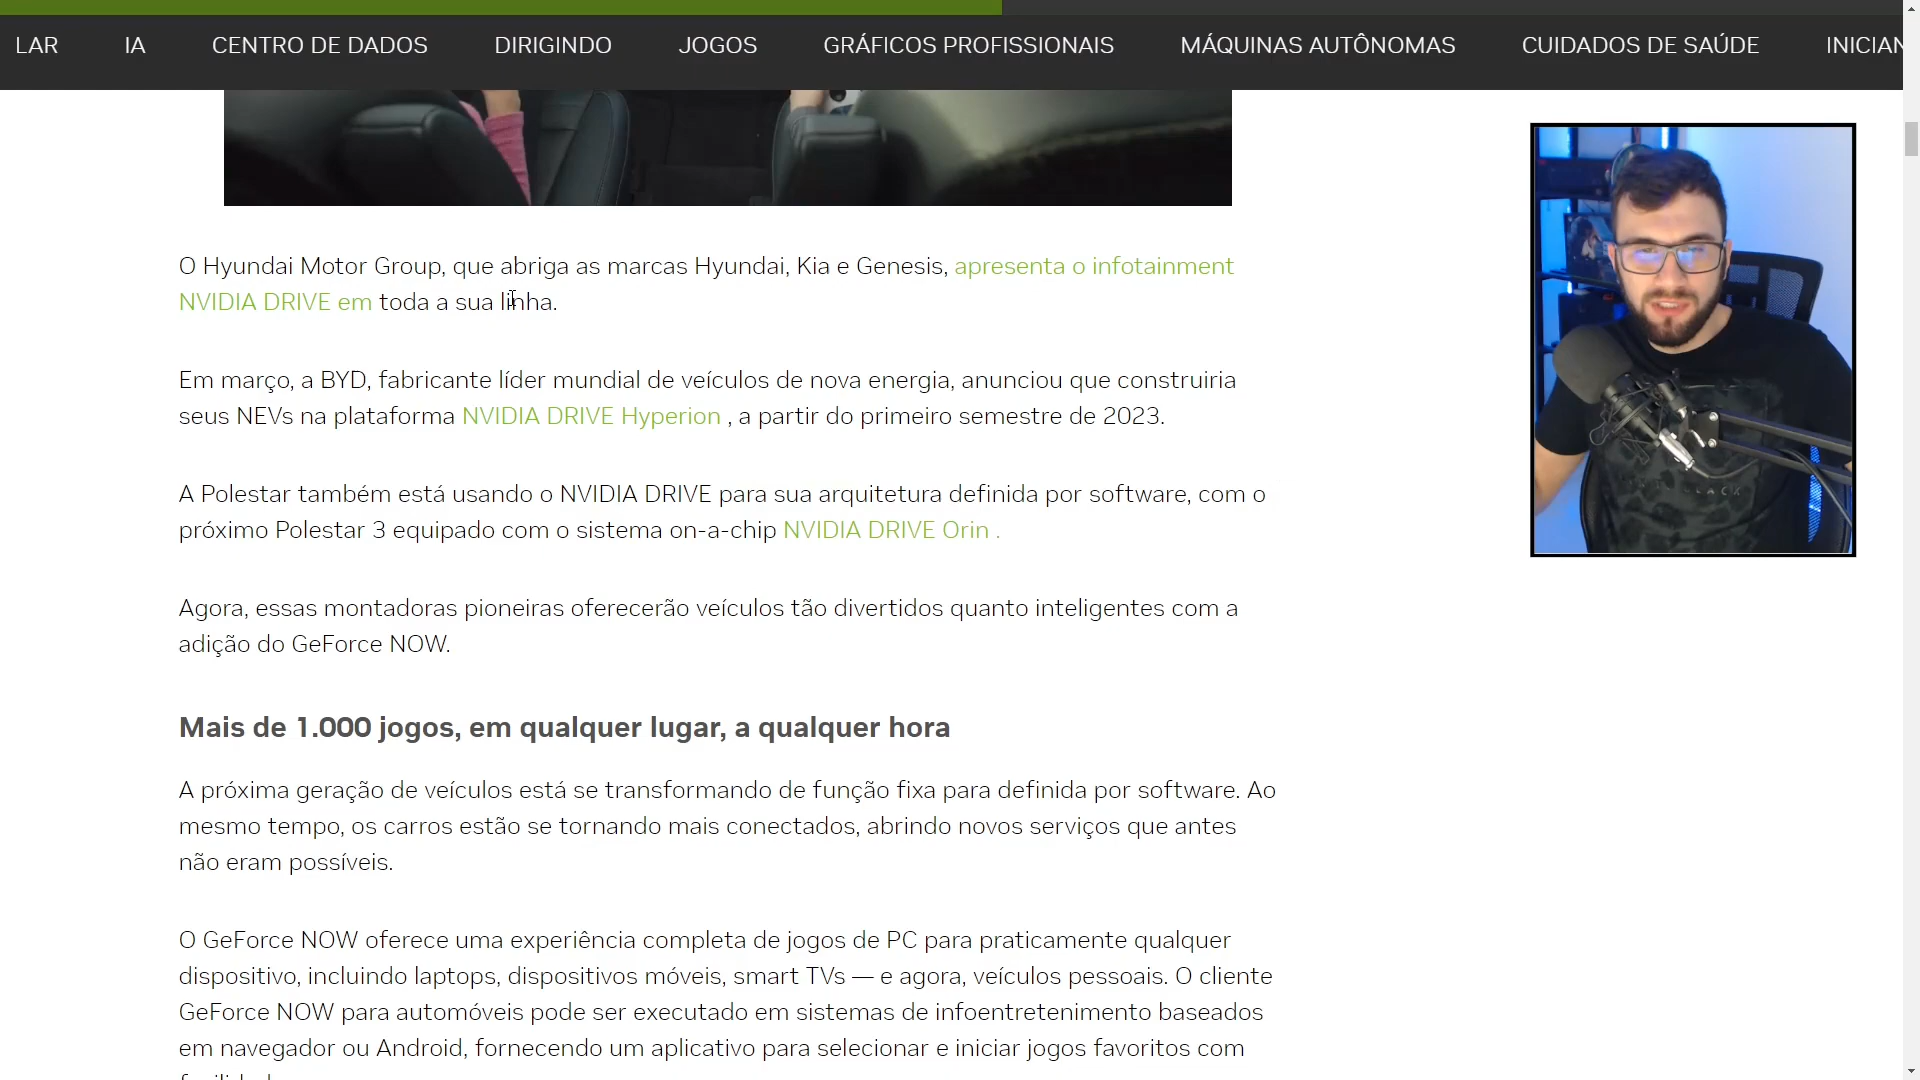 LAR IA CENTRO DE DADOS DIRIGINDO JOGOS GRÁFICOS PROFISSIONAIS MÁQUINAS AUTÔNOMAS CUIDADOS DE SAÚDE
O Hyundai Motor Group, que abriga as marcas Hyundai, Kia e Genesis, apresenta o infotainment
NVIDIA DRIVE em toda a sua linha.
Em março, a BYD, fabricante líder mundial de veículos de nova energia, anunciou que construiria
seus NEVs na plataforma NVIDIA DRIVE Hyperion , a partir do primeiro semestre de 2023.
A Polestar também está usando o NVIDIA DRIVE para sua arquitetura definida por software, com o
próximo Polestar 3 equipado com o sistema on-a-chip NVIDIA DRIVE Orin .
Agora, essas montadoras pioneiras oferecerão veículos tão divertidos quanto inteligentes com a
adição do GeForce NOW.
Mais de 1.000 jogos, em qualquer lugar, a qualquer hora
A próxima geração de veículos está se transformando de função fixa para definida por software. Ao
mesmo tempo, os carros estão se tornando mais conectados, abrindo novos serviços que antes
não eram possíveis.
O GeForce NOW oferece uma experiência completa de jogos de PC para praticamente qualquer
dispositivo, incluindo laptops, dispositivos móveis, smart TVs — e agora, veículos pessoais. O cliente
GeForce NOW para automóveis pode ser executado em sistemas de infoentretenimento baseados
em navegador ou Android, fornecendo um aplicativo para selecionar e iniciar jogos favoritos com